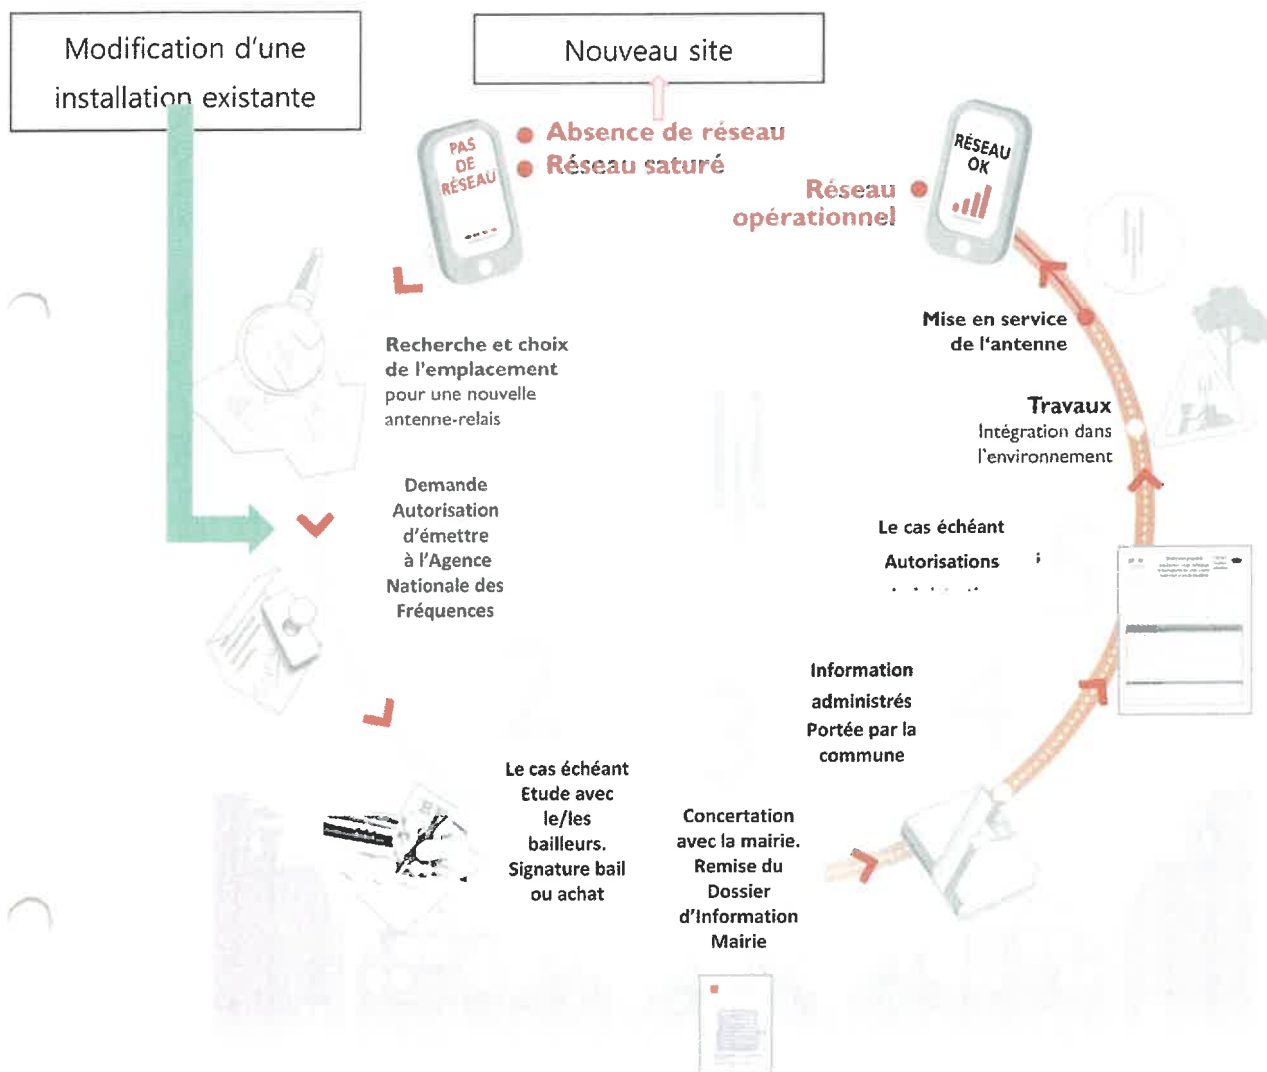 Modification d'une
installation existante
Nouveau site
Absence de réseau
Réseau saturé
PAS
DE
RÉSEAU
RÉSEAU
OK
Réseau
opérationnel
Recherche et choix
de l'emplacement
pour une nouvelle
antenne-relais
Demande
Autorisation
d'émettre
à l'Agence
Nationale des
Fréquences
Le cas échéant
Etude avec
le/les
bailleurs.
Signature bail
ou achat
Concertation
avec la mairie.
Remise du
Dossier
d'Information
Mairie
Information
administrés
Portée par la
commune
Le cas échéant
Autorisations
Travaux
Intégration dans
l'environnement
Mise en service
de l'antenne